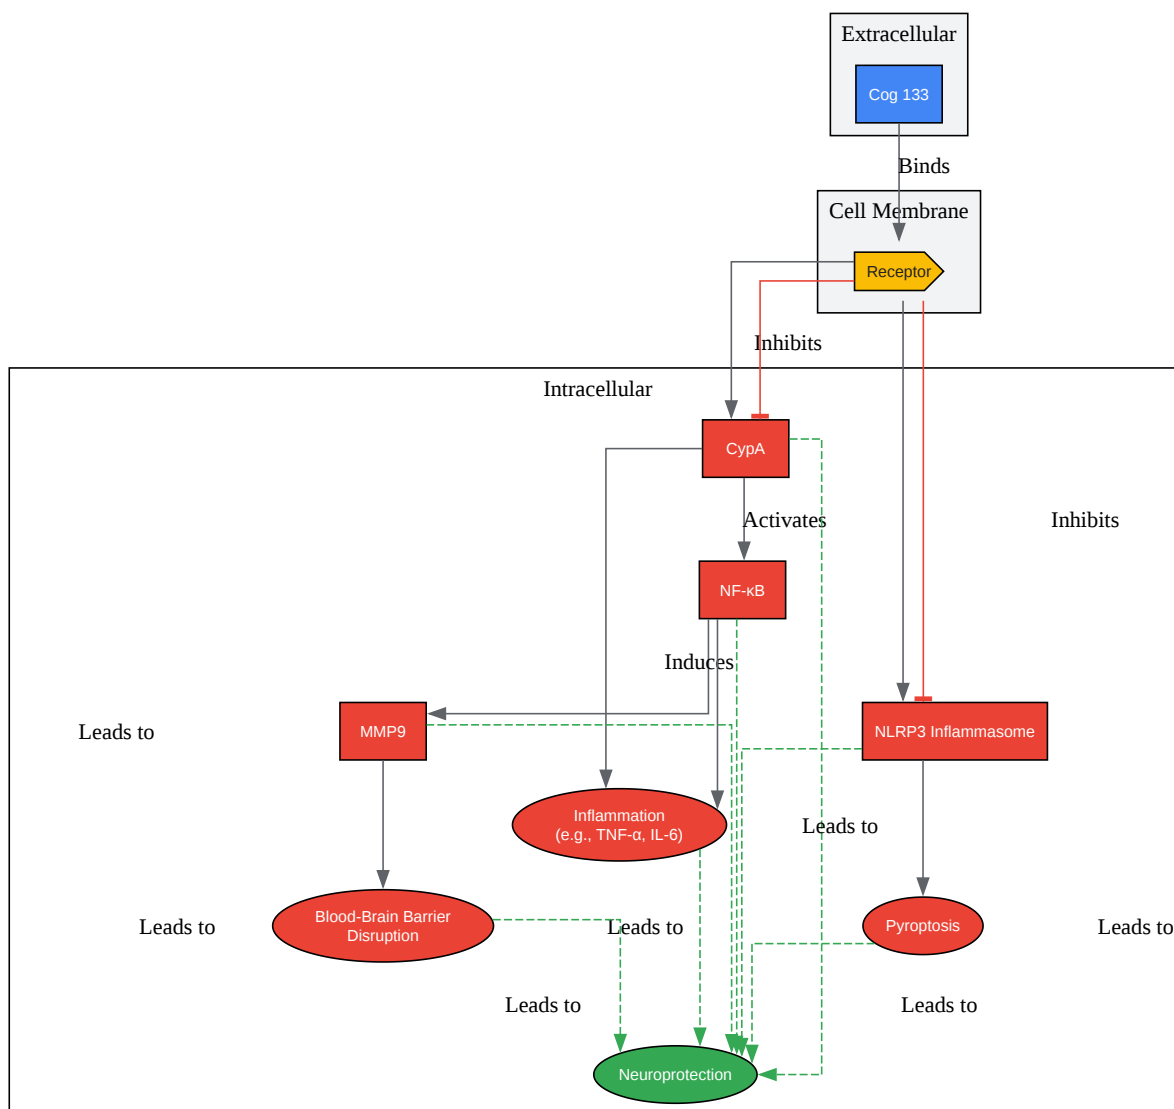 Extracellular
Cog 133
Binds
Cell Membrane
Receptor
Inhibits
Intracellular
CypA
Activates
Inhibits
NF-κB
Induces
Leads to
MMP9
NLRP3 Inflammasome
Inflammation
(e.g., TNF-α, IL-6)
Leads to
Leads to
Blood-Brain Barrier
Disruption
Leads to
Pyroptosis
Leads to
Leads to
Leads to
Neuroprotection